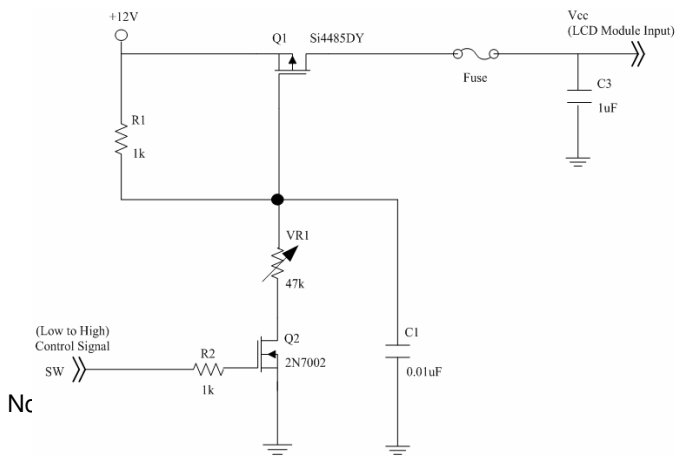 +12V
Q1
Si4485DY
Vcc
(LCD Module Input)
Fuse
C3
1uF
R1
1k
VR1
47k
(Low to High)
Control Signal
SW
R2
1k
Q2
2N7002
C1
0.01uF